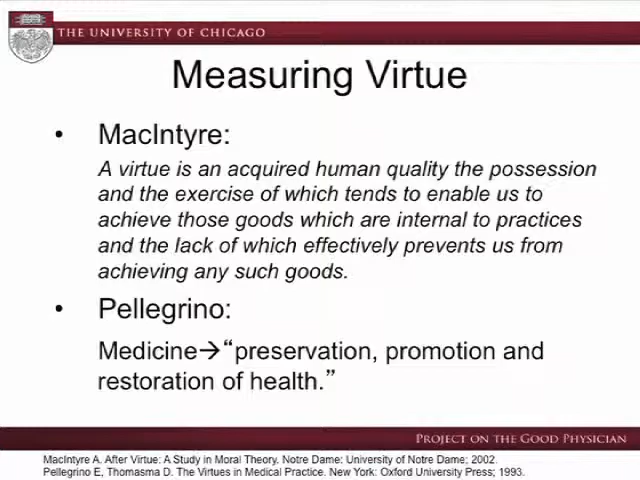 THE UNIVERSITY OF CHICAGO
Measuring Virtue
• MacIntyre:
A virtue is an acquired human quality the possession
and the exercise of which tends to enable us to
achieve those goods which are internal to practices
and the lack of which effectively prevents us from
achieving any such goods.
• Pellegrino:
Medicine→“preservation, promotion and
restoration of health.”
PROJECT ON THE GOOD PHYSICIAN
MacIntyre A. After Virtue: A Study in Moral Theory. Notre Dame: University of Notre Dame; 2002.
Pellegrino E, Thomasma D. The Virtues in Medical Practice. New York: Oxford University Press; 1993.